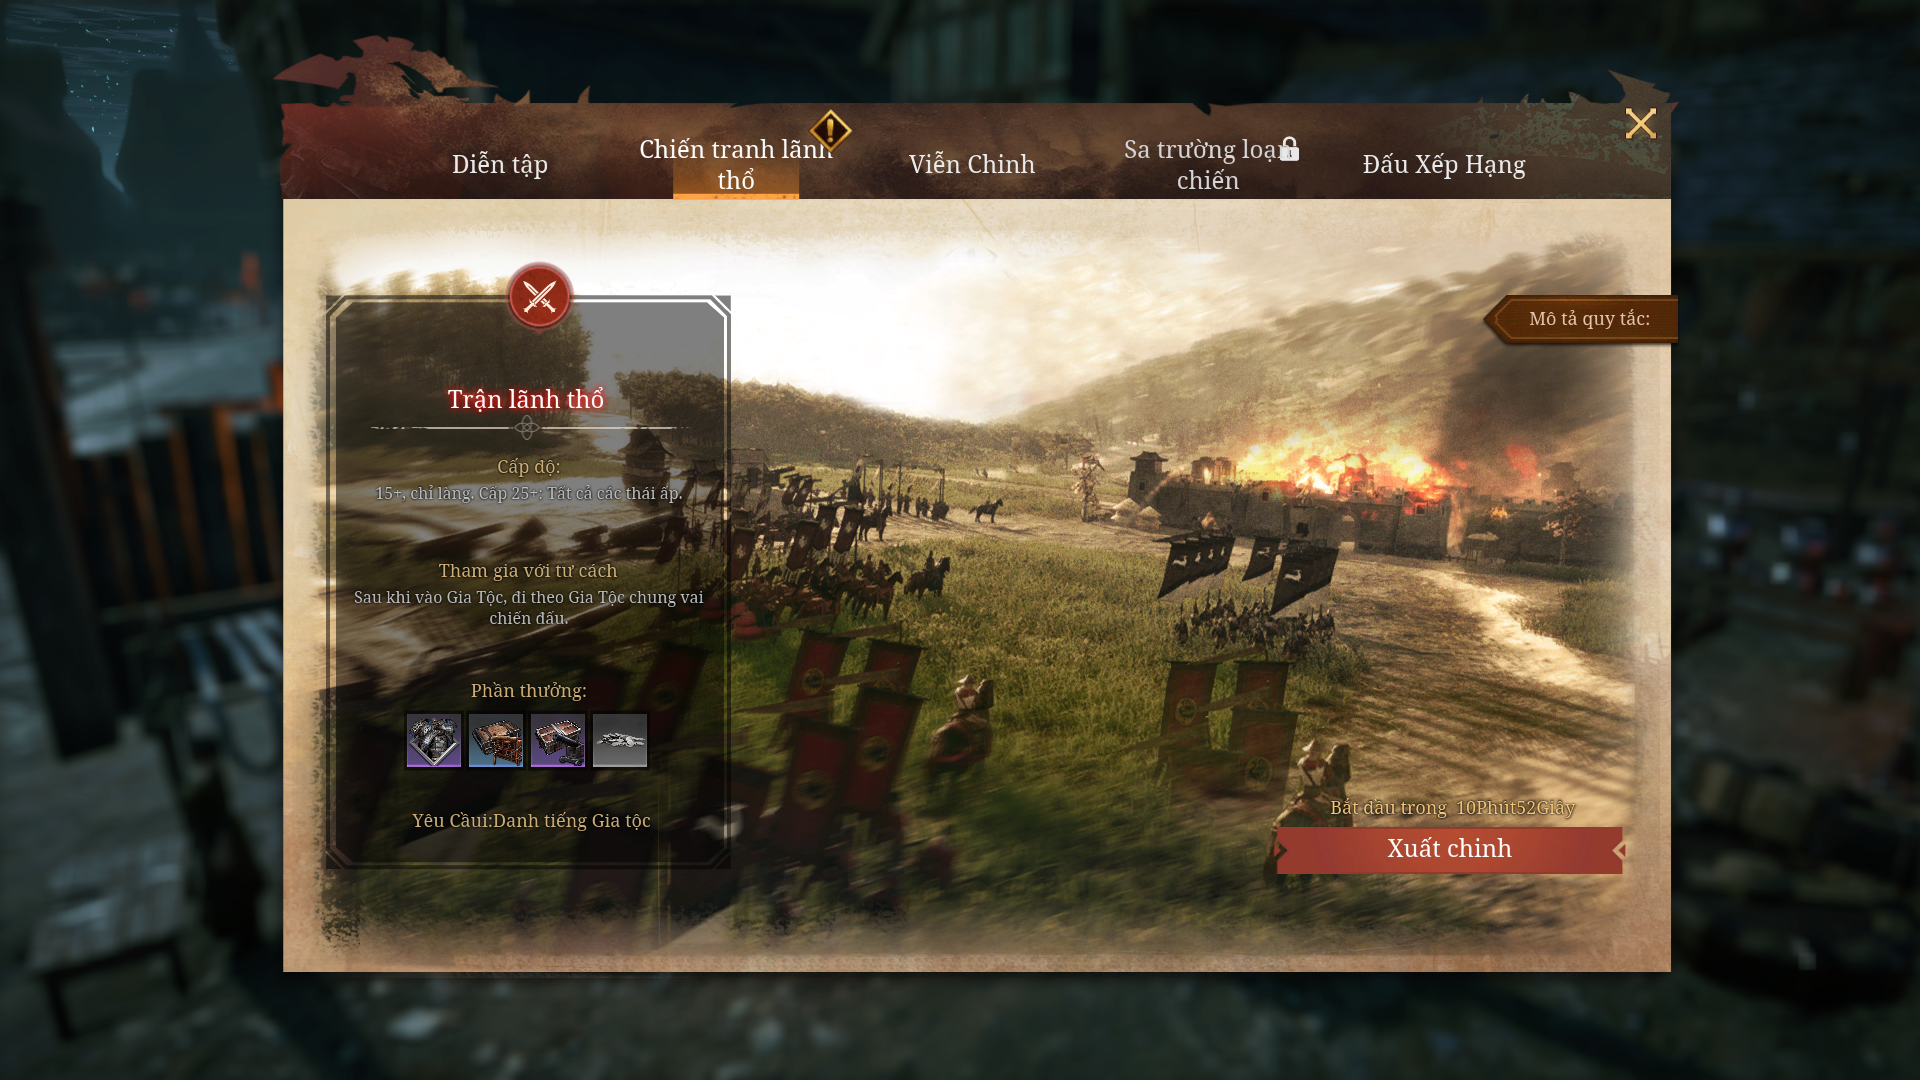 Diễn tập
Chiến tranh lãnh
thổ
Viễn Chinh
Sa trường loạn
chiến
Đấu Xếp Hạng
Mô tả quy tắc:
Trận lãnh thổ
Cấp độ:
15+, chỉ làng. Cấp 25+: Tất cả các thái ấp.
Tham gia với tư cách
Sau khi vào Gia Tộc, đi theo Gia Tộc chung vai
chiến đấu.
Phần thưởng:
Yêu Cầui:Danh tiếng Gia tộc
Bắt đầu trong 10Phút52Giây
Xuất chinh